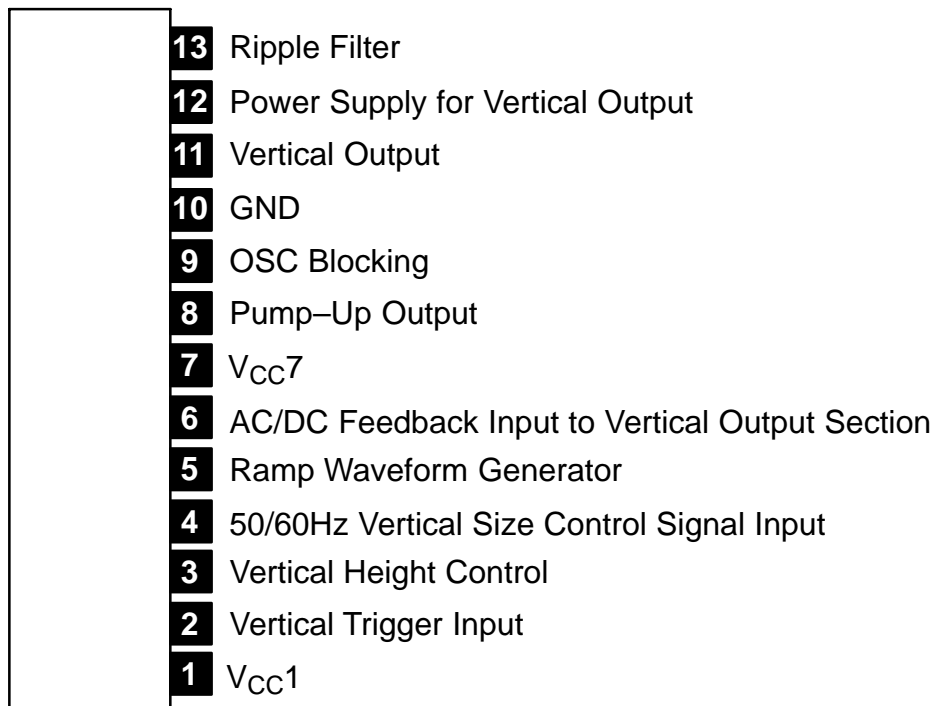 13 Ripple Filter
12 Power Supply for Vertical Output
11 Vertical Output
10 GND
9 OSC Blocking
8 Pump–Up Output
7 VCC7
6 AC/DC Feedback Input to Vertical Output Section
5 Ramp Waveform Generator
4 50/60Hz Vertical Size Control Signal Input
3 Vertical Height Control
2 Vertical Trigger Input
1 VCC1